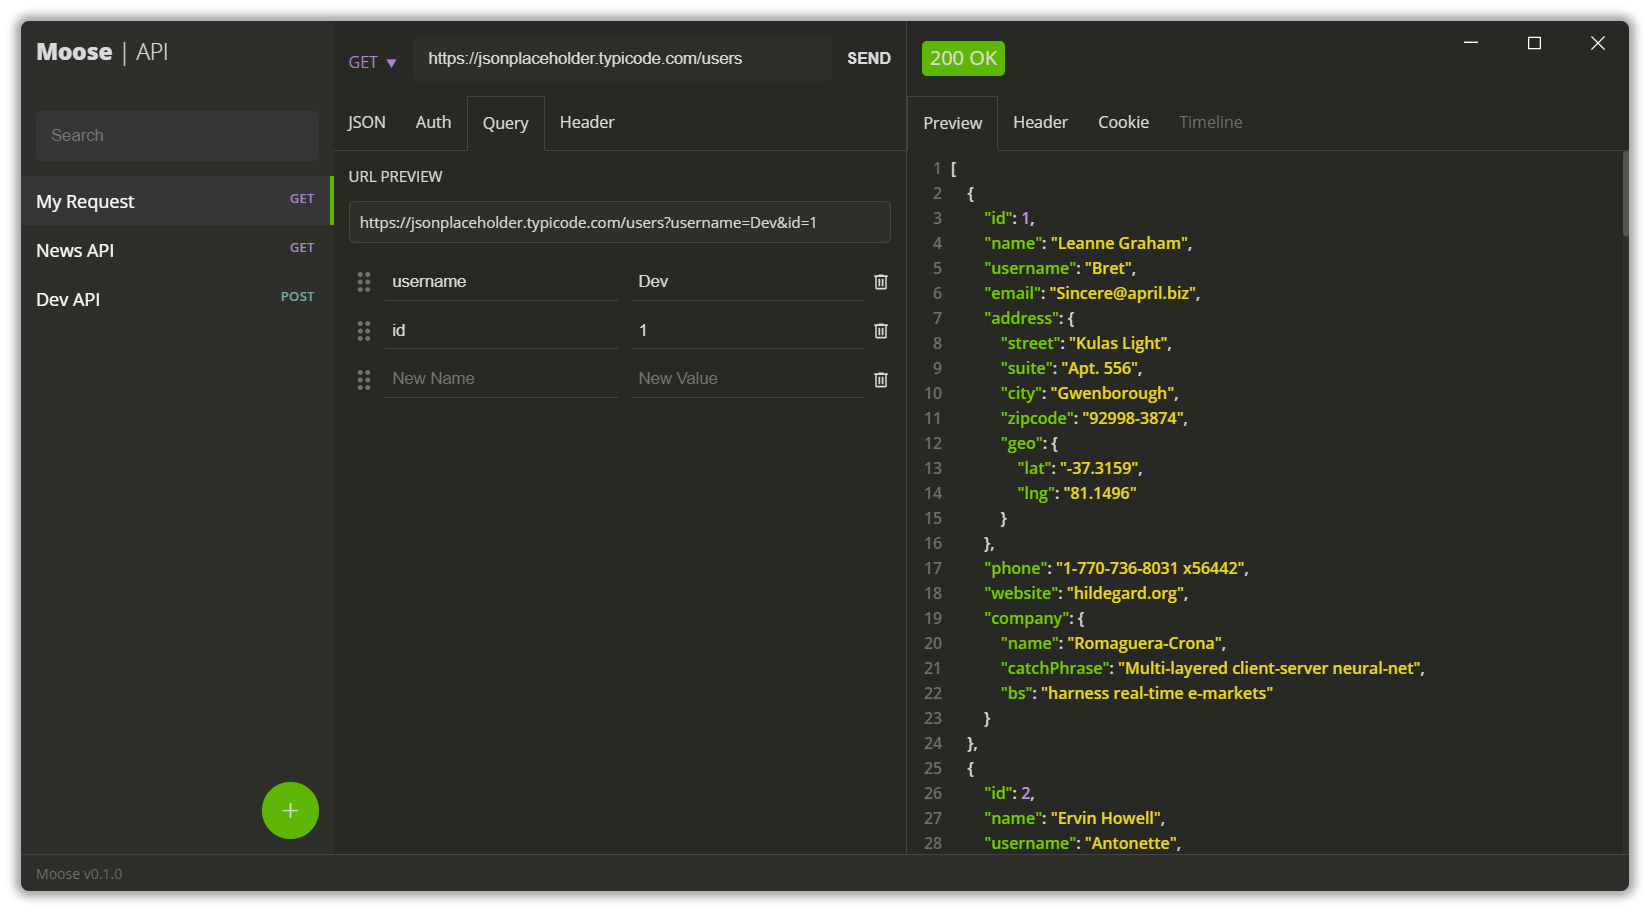 Moose | API
Search
My Request GET
News API GET
Dev API POST
Moose v0.1.0
GET https://jsonplaceholder.typicode.com/users SEND
JSON Auth Query Header
URL PREVIEW
https://jsonplaceholder.typicode.com/users?username=Dev&id=1
username Dev
id 1
New Name New Value
200 OK
Preview Header Cookie Timeline
1 [
2 {
3 "id": 1,
4 "name": "Leanne Graham",
5 "username": "Bret",
6 "email": "Sincere@april.biz",
7 "address": {
8 "street": "Kulas Light",
9 "suite": "Apt. 556",
10 "city": "Gwenborough",
11 "zipcode": "92998-3874",
12 "geo": {
13 "lat": "-37.3159",
14 "lng": "81.1496"
15 }
16 },
17 "phone": "1-770-736-8031 x56442",
18 "website": "hildegard.org",
19 "company": {
20 "name": "Romaguera-Crona",
21 "catchPhrase": "Multi-layered client-server neural-net",
22 "bs": "harness real-time e-markets"
23 }
24 },
25 {
26 "id": 2,
27 "name": "Ervin Howell",
28 "username": "Antonette",